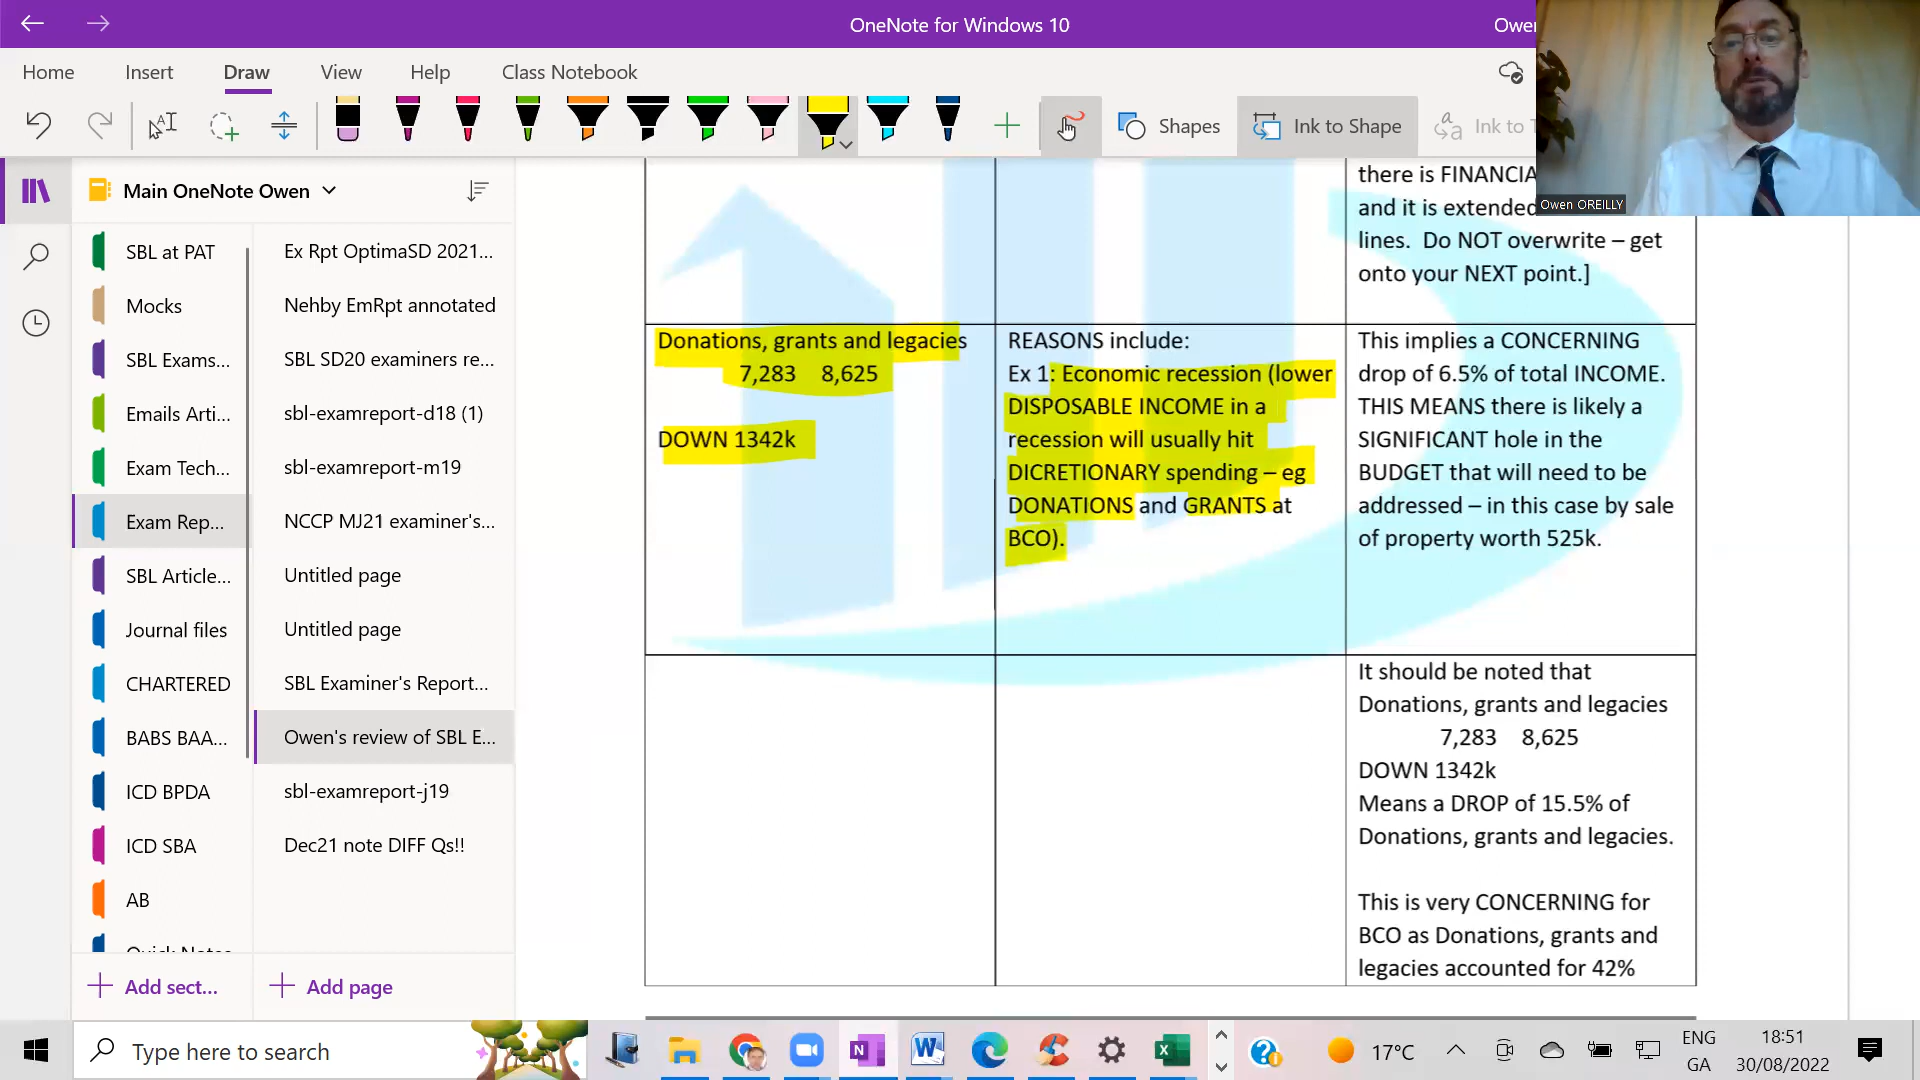 OneNote for Windows 10
Owen
Home
Insert
Draw
View
Help
Class Notebook
Shapes
Ink to Shape
Ink to
Owen OREILLY
Main OneNote Owen
SBL at PAT
Mocks
SBL Exams...
Emails Arti...
Exam Tech...
Exam Rep...
SBL Article...
Journal files
CHARTERED
BABS BAA...
ICD BPDA
ICD SBA
AB
Quick Notes
Add sect...
Ex Rpt OptimaSD 2021...
Nehby EmRpt annotated
SBL SD20 examiners re...
sbl-examreport-d18 (1)
sbl-examreport-m19
NCCP MJ21 examiner's...
Untitled page
Untitled page
SBL Examiner's Report...
Owen's review of SBL E...
sbl-examreport-j19
Dec21 note DIFF Qs!!
Add page
there is FINANCIA
and it is extended
lines. Do NOT overwrite – get
onto your NEXT point.]
Donations, grants and legacies
7,283 8,625
DOWN 1342k
REASONS include:
Ex 1: Economic recession (lower
DISPOSABLE INCOME in a
recession will usually hit
DICRETIONARY spending – eg
DONATIONS and GRANTS at
BCO).
This implies a CONCERNING
drop of 6.5% of total INCOME.
THIS MEANS there is likely a
SIGNIFICANT hole in the
BUDGET that will need to be
addressed – in this case by sale
of property worth 525k.
It should be noted that
Donations, grants and legacies
7,283 8,625
DOWN 1342k
Means a DROP of 15.5% of
Donations, grants and legacies.
This is very CONCERNING for
BCO as Donations, grants and
legacies accounted for 42%
Type here to search
17°C
ENG
GA
18:51
30/08/2022